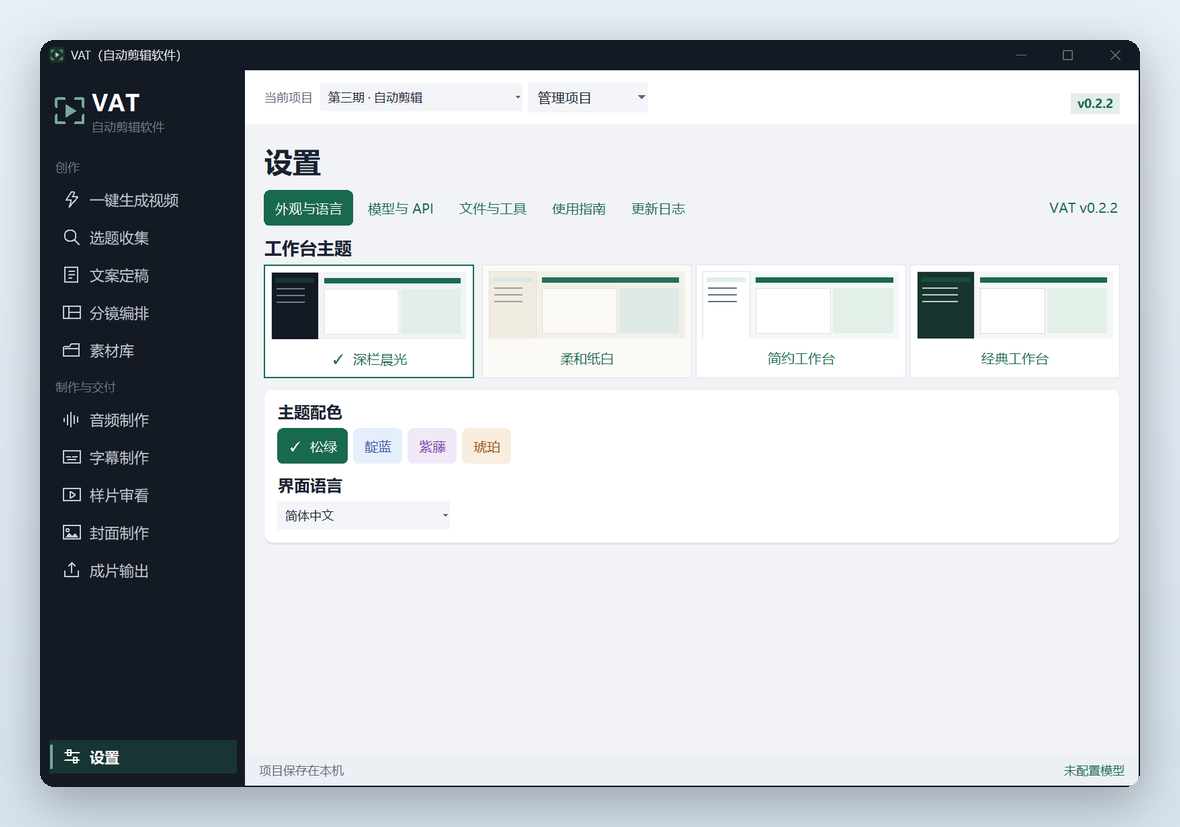 VAT（自动剪辑软件）
VAT
自动剪辑软件
创作
一键生成视频
选题收集
文案定稿
分镜编排
素材库
制作与交付
音频制作
字幕制作
样片审看
封面制作
成片输出
设置
当前项目 第三期 · 自动剪辑 管理项目 v0.2.2
设置
外观与语言 模型与 API 文件与工具 使用指南 更新日志 VAT v0.2.2
工作台主题
✓ 深栏晨光 柔和纸白 简约工作台 经典工作台
主题配色
✓ 松绿 靛蓝 紫藤 琥珀
界面语言
简体中文
项目保存在本机 未配置模型